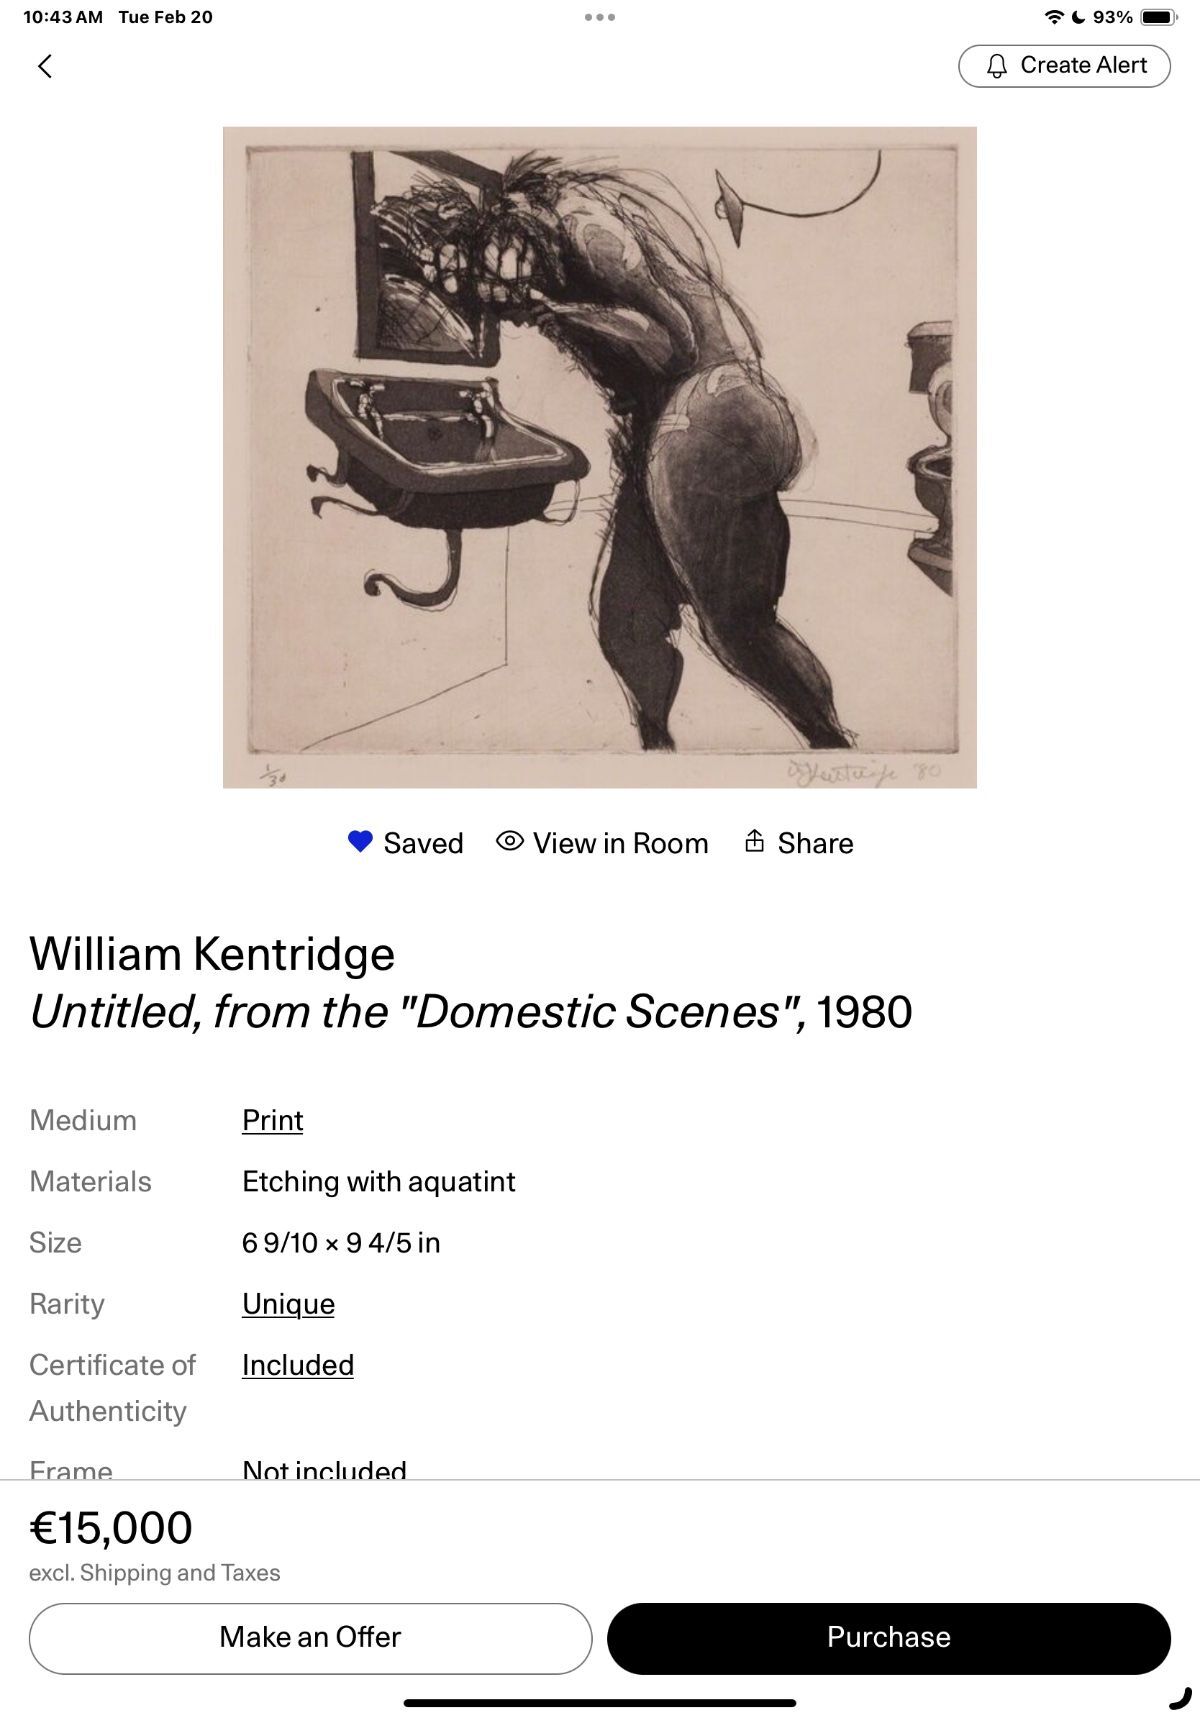 10:43 AM Tue Feb 20
93%
Create Alert
1/30
WKentridge '80
Saved View in Room Share
William Kentridge
Untitled, from the "Domestic Scenes", 1980
Medium Print
Materials Etching with aquatint
Size 6 9/10 × 9 4/5 in
Rarity Unique
Certificate of Included
Authenticity
Frame Not included
€15,000
excl. Shipping and Taxes
Make an Offer Purchase